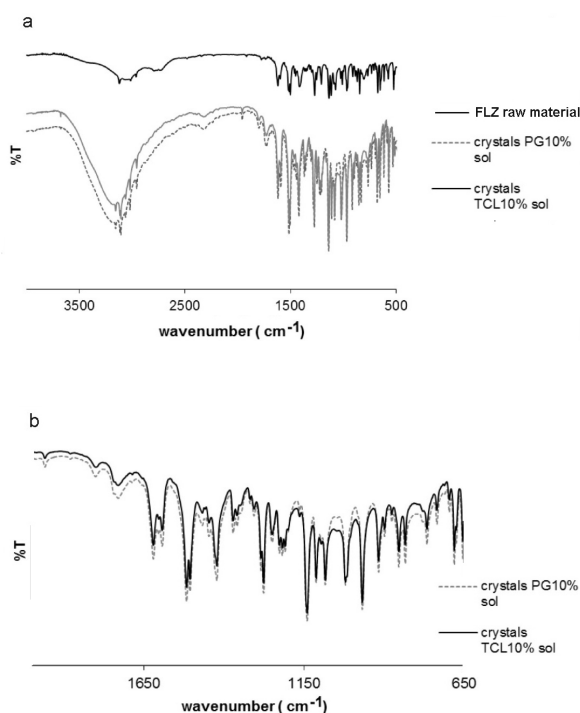 a
%T
FLZ raw material
crystals PG10%
sol
crystals
TCL10% sol
3500 2500 1500 500
wavenumber ( cm-1)
b
%T
crystals PG10%
sol
crystals
TCL10% sol
1650 1150 650
wavenumber ( cm-1)